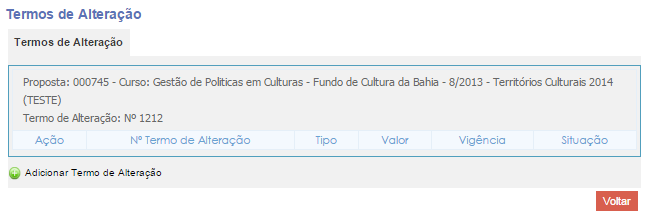 Termos de Alteração
Termos de Alteração
Proposta: 000745 - Curso: Gestão de Politicas em Culturas - Fundo de Cultura da Bahia - 8/2013 - Territórios Culturais 2014
(TESTE)
Termo de Alteração: Nº 1212
Ação Nº Termo de Alteração Tipo Valor Vigência Situação
Adicionar Termo de Alteração
Voltar